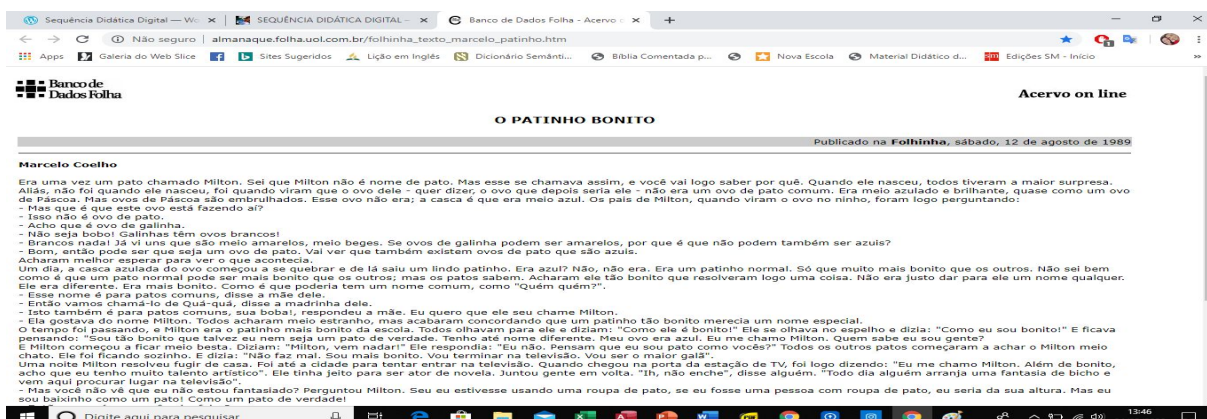 Sequência Didática Digital — Wo
SEQUÊNCIA DIDÁTICA DIGITAL –
Banco de Dados Folha - Acervo o
Não seguro | almanaque.folha.uol.com.br/folhinha_texto_marcelo_patinho.htm
Apps Galeria do Web Slice Sites Sugeridos Lição em Inglês Dicionário Semânti... Bíblia Comentada p... Nova Escola Material Didático d... Edições SM - Início »
Banco de
Dados Folha
Acervo on line
O PATINHO BONITO
Publicado na Folhinha, sábado, 12 de agosto de 1989
Marcelo Coelho
Era uma vez um pato chamado Milton. Sei que Milton não é nome de pato. Mas esse se chamava assim, e você vai logo saber por quê. Quando ele nasceu, todos tiveram a maior surpresa.
Aliás, não foi quando ele nasceu, foi quando viram que o ovo dele - quer dizer, o ovo que depois seria ele - não era um ovo de pato comum. Era meio azulado e brilhante, quase como um ovo
de Páscoa. Mas ovos de Páscoa são embrulhados. Esse ovo não era; a casca é que era meio azul. Os pais de Milton, quando viram o ovo no ninho, foram logo perguntando:
- Mas que é que este ovo está fazendo aí?
- Isso não é ovo de pato.
- Acho que é ovo de galinha.
- Não seja bobo! Galinhas têm ovos brancos!
- Brancos nada! Já vi uns que são meio amarelos, meio beges. Se ovos de galinha podem ser amarelos, por que é que não podem também ser azuis?
- Bom, então pode ser que seja um ovo de pato. Vai ver que também existem ovos de pato que são azuis.
Acharam melhor esperar para ver o que acontecia.
Um dia, a casca azulada do ovo começou a se quebrar e de lá saiu um lindo patinho. Era azul? Não, não era. Era um patinho normal. Só que muito mais bonito que os outros. Não sei bem
como é que um pato normal pode ser mais bonito que os outros; mas os patos sabem. Acharam ele tão bonito que resolveram logo uma coisa. Não era justo dar para ele um nome qualquer.
Ele era diferente. Era mais bonito. Como é que poderia tem um nome comum, como "Quém quém?".
- Esse nome é para patos comuns, disse a mãe dele.
- Então vamos chamá-lo de Quá-quá, disse a madrinha dele.
- Isto também é para patos comuns, sua boba!, respondeu a mãe. Eu quero que ele seu chame Milton.
- Ela gostava do nome Milton. Todos acharam meio estranho, mas acabaram concordando que um patinho tão bonito merecia um nome especial.
O tempo foi passando, e Milton era o patinho mais bonito da escola. Todos olhavam para ele e diziam: "Como ele é bonito!" Ele se olhava no espelho e dizia: "Como eu sou bonito!" E ficava
pensando: "Sou tão bonito que talvez eu nem seja um pato de verdade. Tenho até nome diferente. Meu ovo era azul. Eu me chamo Milton. Quem sabe eu sou gente?
E Milton começou a ficar meio besta. Diziam: "Milton, vem nadar!" Ele respondia: "Eu não. Pensam que eu sou pato como vocês?" Todos os outros patos começaram a achar o Milton meio
chato. Ele foi ficando sozinho. E dizia: "Não faz mal. Sou mais bonito. Vou terminar na televisão. Vou ser o maior galã".
Uma noite Milton resolveu fugir de casa. Foi até a cidade para tentar entrar na televisão. Quando chegou na porta da estação de TV, foi logo dizendo: "Eu me chamo Milton. Além de bonito,
acho que eu tenho muito talento artístico". Ele tinha jeito para ser ator de novela. Juntou gente em volta. "Ih, não enche", disse alguém. "Todo dia alguém arranja uma fantasia de bicho e
vem aqui procurar lugar na televisão".
- Mas você não vê que eu não estou fantasiado? Perguntou Milton. Seu eu estivesse usando uma roupa de pato, se eu fosse uma pessoa com roupa de pato, eu seria da sua altura. Mas eu
sou baixinho como um pato! Como um pato de verdade!
Digite aqui para pesquisar
13:46